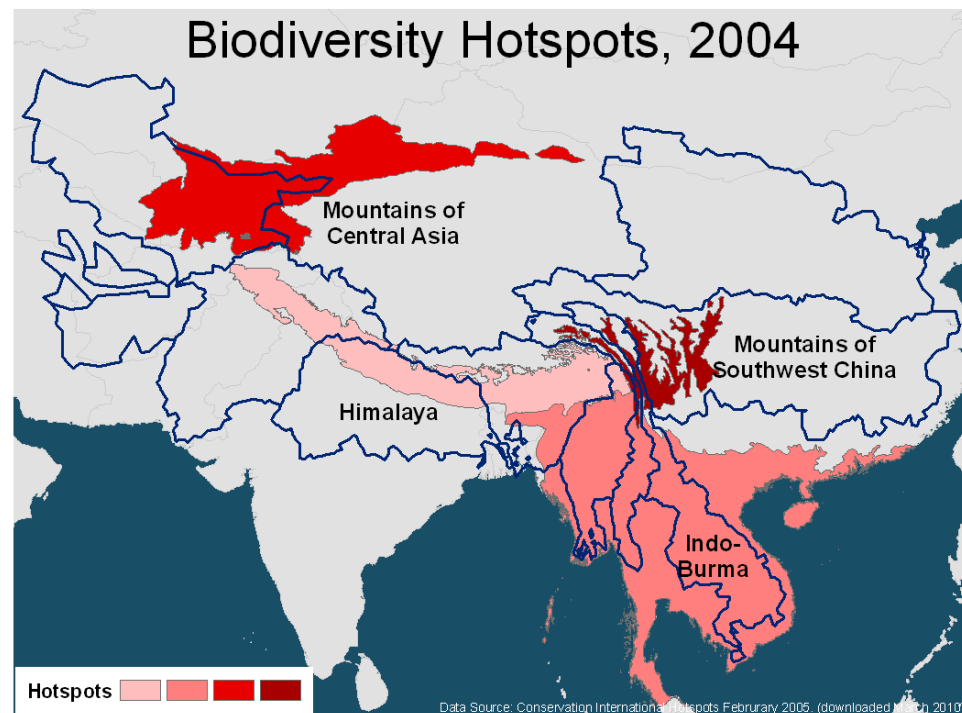 Biodiversity Hotspots, 2004
Mountains of
Central Asia
Mountains of
Southwest China
Himalaya
Indo-
Burma
Hotspots
Data Source: Conservation International Hotspots Februrary 2005. (downloaded March 2010